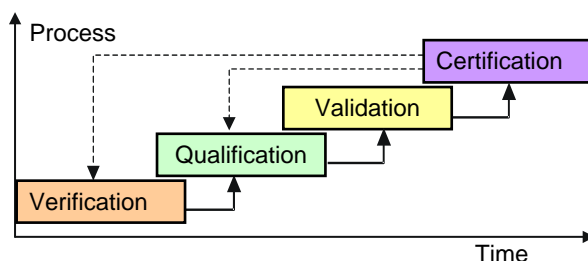 Process
Certification
Validation
Qualification
Verification
Time